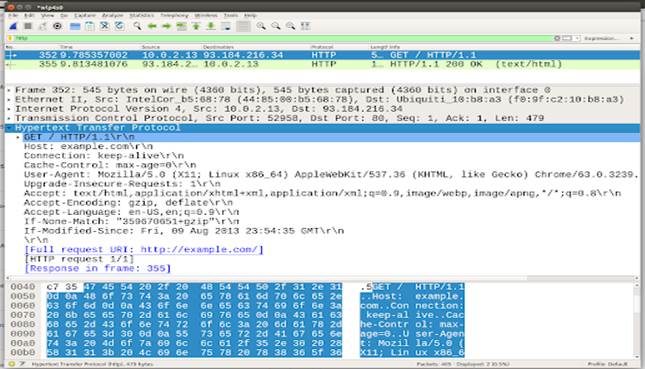 *wlp4s0
File Edit View Go Capture Analyze Statistics Telephony Wireless Tools Help
http
Expression...
No. Time Source Destination Protocol Length Info
352 9.785357002 10.0.2.13 93.184.216.34 HTTP 5… GET / HTTP/1.1
355 9.813481076 93.184.2… 10.0.2.13 HTTP 1… HTTP/1.1 200 OK (text/html)
Frame 352: 545 bytes on wire (4360 bits), 545 bytes captured (4360 bits) on interface 0
Ethernet II, Src: IntelCor_b5:68:78 (44:85:00:b5:68:78), Dst: Ubiquiti_10:b8:a3 (f0:9f:c2:10:b8:a3)
Internet Protocol Version 4, Src: 10.0.2.13, Dst: 93.184.216.34
Transmission Control Protocol, Src Port: 52958, Dst Port: 80, Seq: 1, Ack: 1, Len: 479
Hypertext Transfer Protocol
GET / HTTP/1.1\r\n
Host: example.com\r\n
Connection: keep-alive\r\n
Cache-Control: max-age=0\r\n
User-Agent: Mozilla/5.0 (X11; Linux x86_64) AppleWebKit/537.36 (KHTML, like Gecko) Chrome/63.0.3239.
Upgrade-Insecure-Requests: 1\r\n
Accept: text/html,application/xhtml+xml,application/xml;q=0.9,image/webp,image/apng,*/*;q=0.8\r\n
Accept-Encoding: gzip, deflate\r\n
Accept-Language: en-US,en;q=0.9\r\n
If-None-Match: "359670651+gzip"\r\n
If-Modified-Since: Fri, 09 Aug 2013 23:54:35 GMT\r\n
\r\n
[Full request URI: http://example.com/]
[HTTP request 1/1]
[Response in frame: 355]
0040 c7 35 47 45 54 20 2f 20 48 54 54 50 2f 31 2e 31 .5GET / HTTP/1.1
0050 0d 0a 48 6f 73 74 3a 20 65 78 61 6d 70 6c 65 2e ..Host: example.
0060 63 6f 6d 0d 0a 43 6f 6e 6e 65 63 74 69 6f 6e 3a com..Con nection:
0070 20 6b 65 65 70 2d 61 6c 69 76 65 0d 0a 43 61 63 keep-al ive..Cac
0080 68 65 2d 43 6f 6e 74 72 6f 6c 3a 20 6d 61 78 2d he-Contr ol: max-
0090 61 67 65 3d 30 0d 0a 55 73 65 72 2d 41 67 65 6e age=0..U ser-Agen
00a0 74 3a 20 4d 6f 7a 69 6c 6c 61 2f 35 2e 30 20 28 t: Mozil la/5.0 (
00b0 58 31 31 3b 20 4c 69 6e 75 78 20 78 38 36 5f 36 X11; Lin ux x86_6
Hypertext Transfer Protocol (http), 479 bytes
Profile: Default